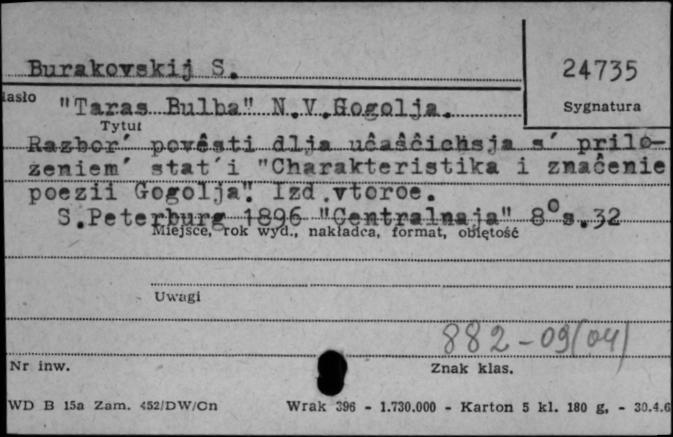 Burakovskij S.
24735
Hasło
"Taras Bulba" N.V.Gogolja.
Sygnatura
Tytuł
Razbor´ pověsti dlja učaščichsja s´ prilo-
ženiem´ stat´i "Charakteristika i značenie
poezii Gogolja". Izd.vtoroe.
S.Peterburg 1896 "Centralnaja" 8° s.32
Miejsce, rok wyd., nakładca, format, objętość
Uwagi
882-09(04)
Nr inw.
Znak klas.
WD B 15a Zam. 452/DW/Cn
Wrak 396 - 1.730.000 - Karton 5 kl. 180 g, - 30.4.6